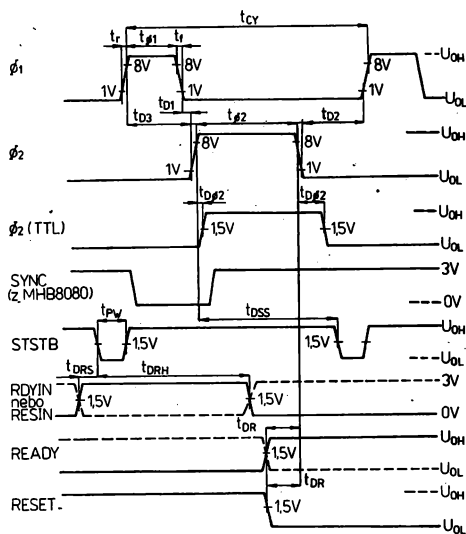 tCY
tr tϕ1 tf
ϕ1 8V 8V 8V UOH
1V 1V 1V UOL
tD3 tD1 tϕ2 tD2
ϕ2 8V 8V UOH
1V 1V UOL
tDϕ2 tDϕ2
ϕ2 (TTL) 1,5V 1,5V UOH
UOL
SYNC 3V
(z MHB8080) 0V
tPW tDSS
STSTB 1,5V 1,5V UOH
UOL
tDRS tDRH
RDYIN 3V
nebo 1,5V 1,5V
RESIN 0V
tDR
READY 1,5V UOH
UOL
tDR
RESET 1,5V UOH
UOL